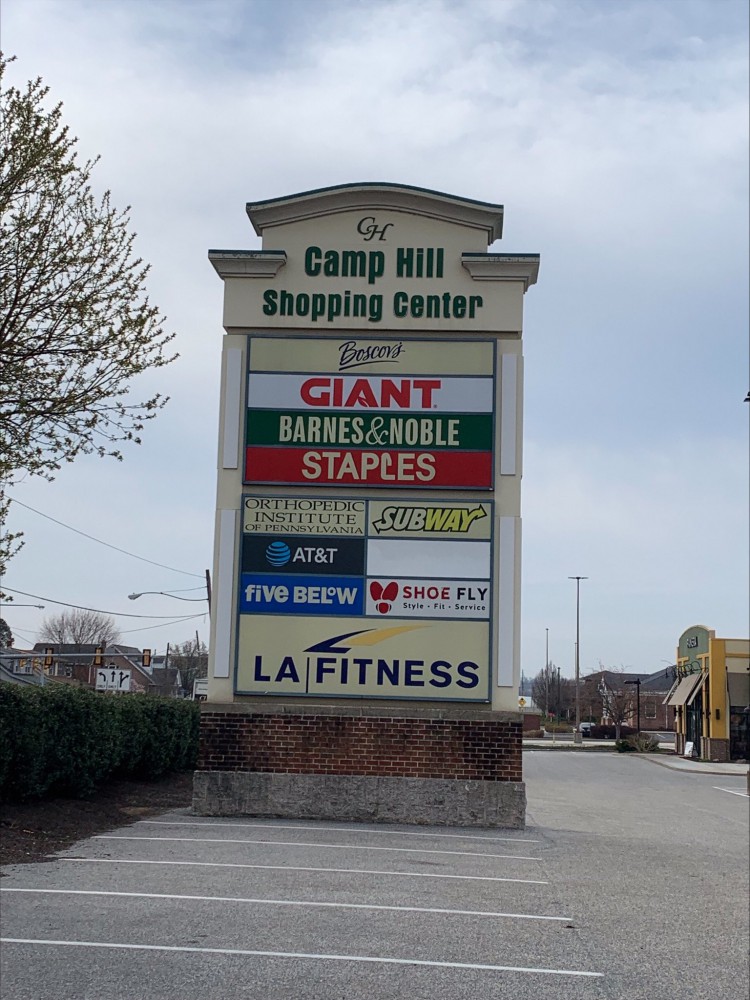 CH
Camp Hill
Shopping Center
Boscov's
GIANT
BARNES&NOBLE
STAPLES
ORTHOPEDIC
INSTITUTE
OF PENNSYLVANIA
SUBWAY
AT&T
five BELOW
SHOE FLY
Style - Fit - Service
LA FITNESS